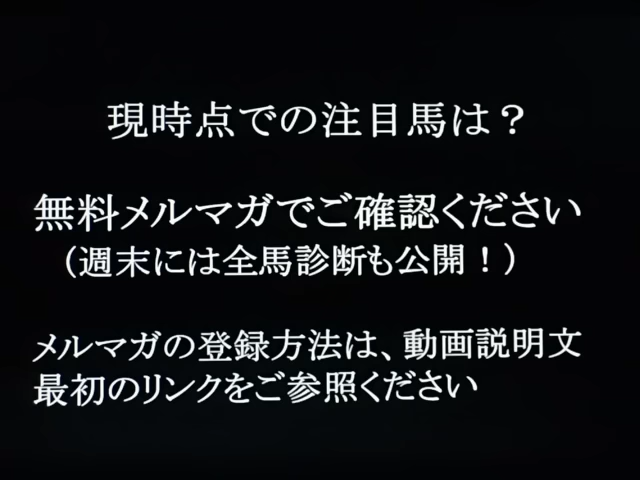 現時点での注目馬は？
無料メルマガでご確認ください
（週末には全馬診断も公開！）
メルマガの登録方法は、動画説明文
最初のリンクをご参照ください